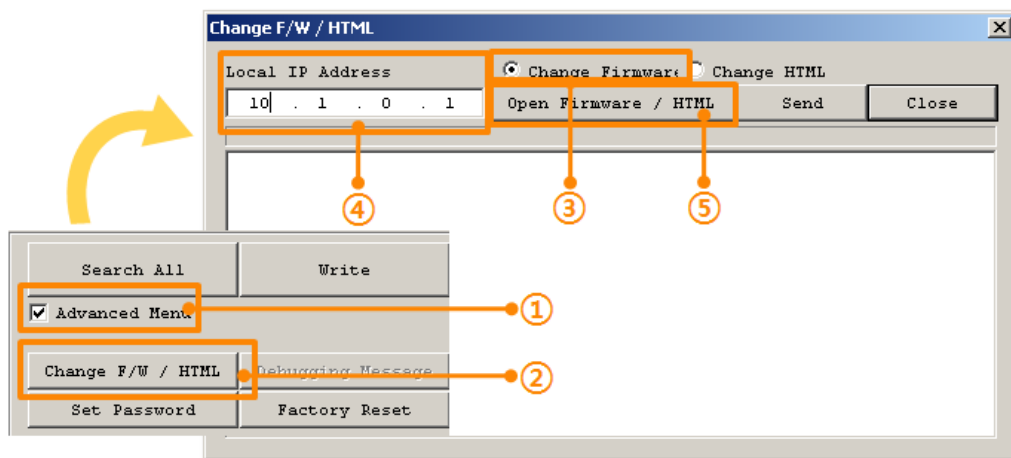 Change F/W / HTML
Local IP Address
Change Firmware
Change HTML
10 . 1 . 0 . 1
Open Firmware / HTML
Send
Close
④
③
⑤
Search All
Write
Advanced Menu
①
Change F/W / HTML
Debugging Message
②
Set Password
Factory Reset